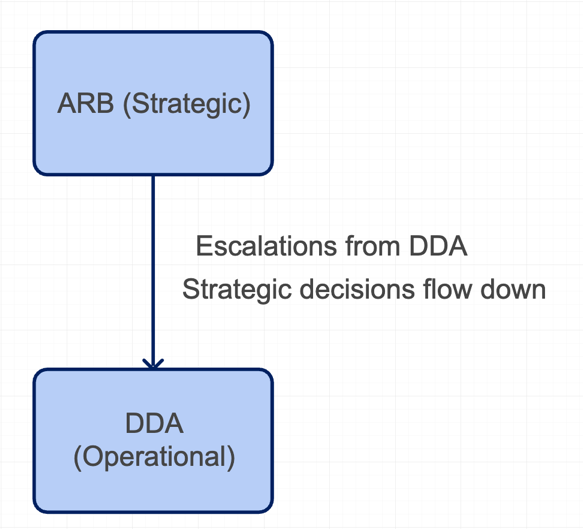 ARB (Strategic)
Escalations from DDA
Strategic decisions flow down
DDA
(Operational)